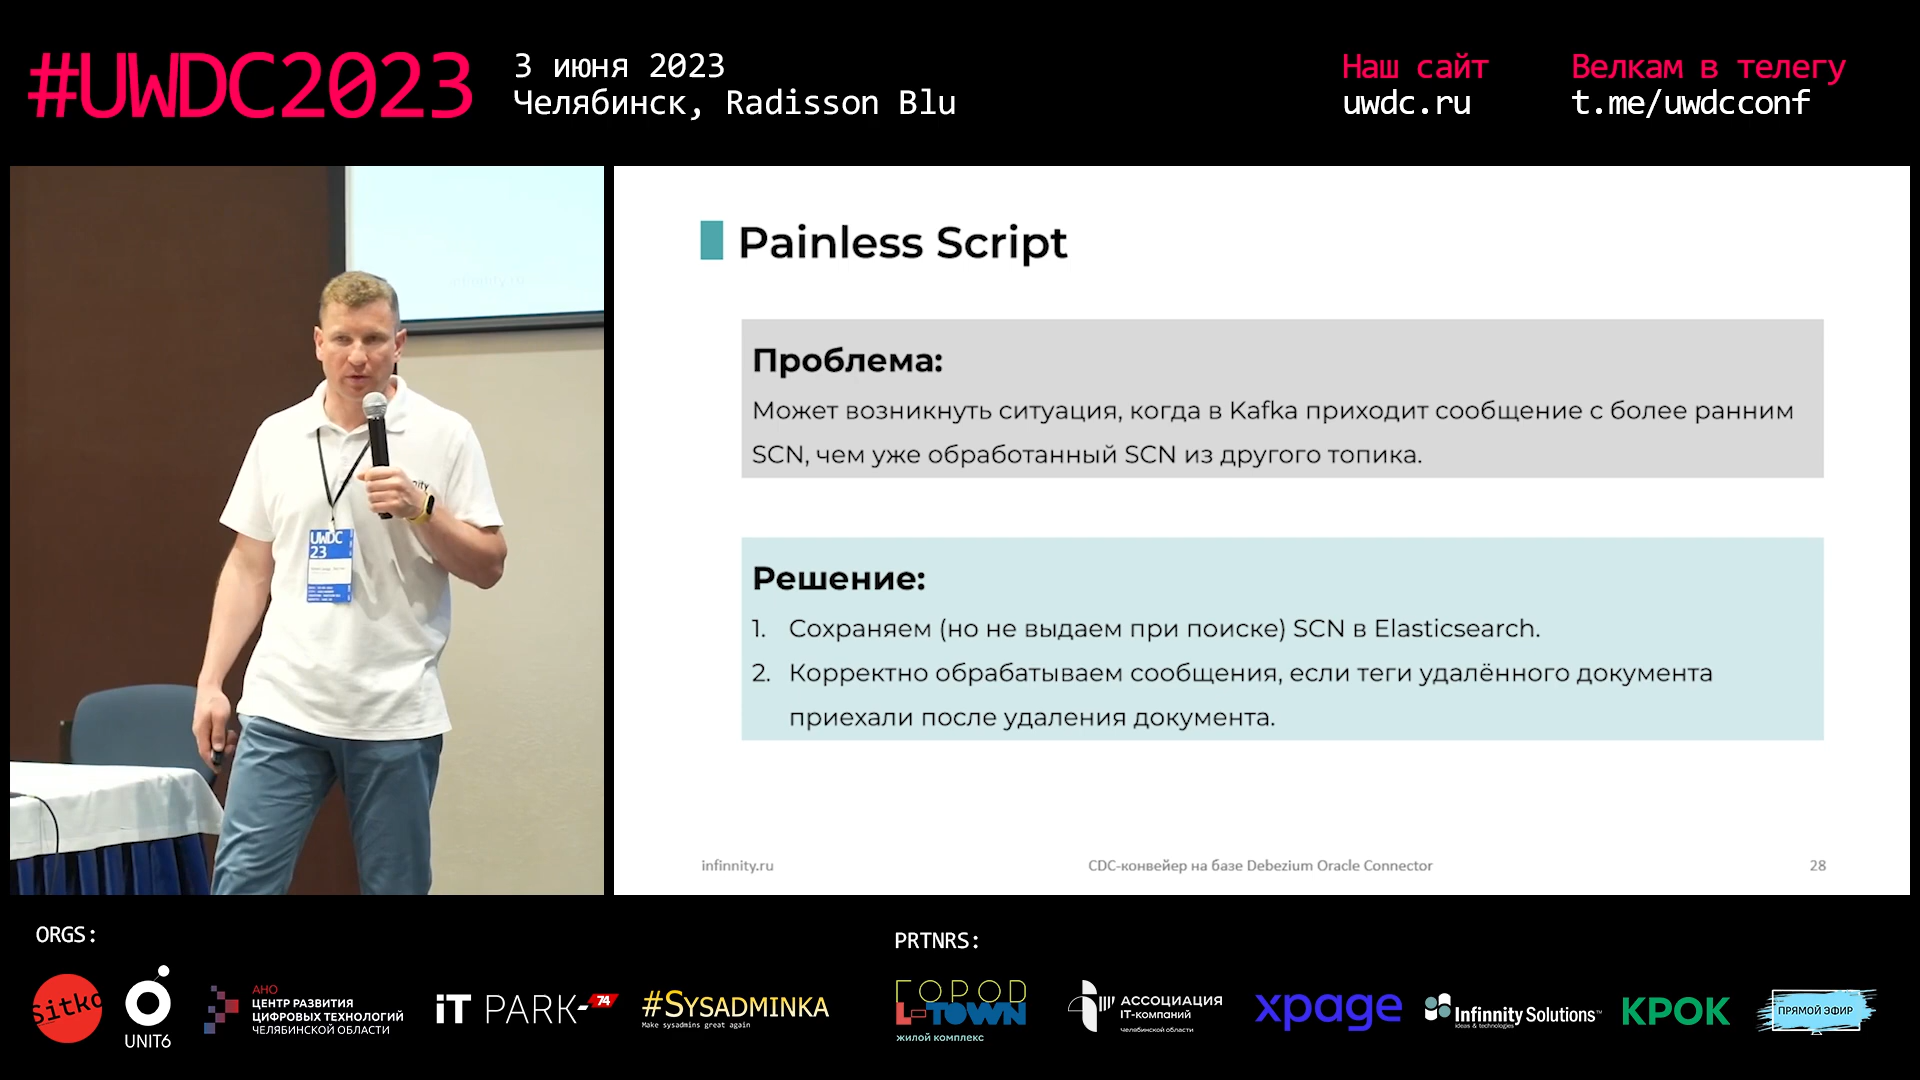 #UWDC2023
3 июня 2023
Челябинск, Radisson Blu
Наш сайт
uwdc.ru
Велкам в телегу
t.me/uwdcconf
UWDC
23
Painless Script
Проблема:
Может возникнуть ситуация, когда в Kafka приходит сообщение с более ранним
SCN, чем уже обработанный SCN из другого топика.
Решение:
1. Сохраняем (но не выдаем при поиске) SCN в Elasticsearch.
2. Корректно обрабатываем сообщения, если теги удалённого документа
приехали после удаления документа.
infinnity.ru
CDC-конвейер на базе Debezium Oracle Connector
28
ORGS:
Sitko
UNIT6
АНО
ЦЕНТР РАЗВИТИЯ
ЦИФРОВЫХ ТЕХНОЛОГИЙ
ЧЕЛЯБИНСКОЙ ОБЛАСТИ
iT PARK-74
#SYSADMINKA
Make sysadmins great again
PRTNRS:
ГОРОД
L-TOWN
жилой комплекс
АССОЦИАЦИЯ
IT-компаний
Челябинской области
xpage
Infinnity Solutions™
ideas & technologies
КРОК
ПРЯМОЙ ЭФИР